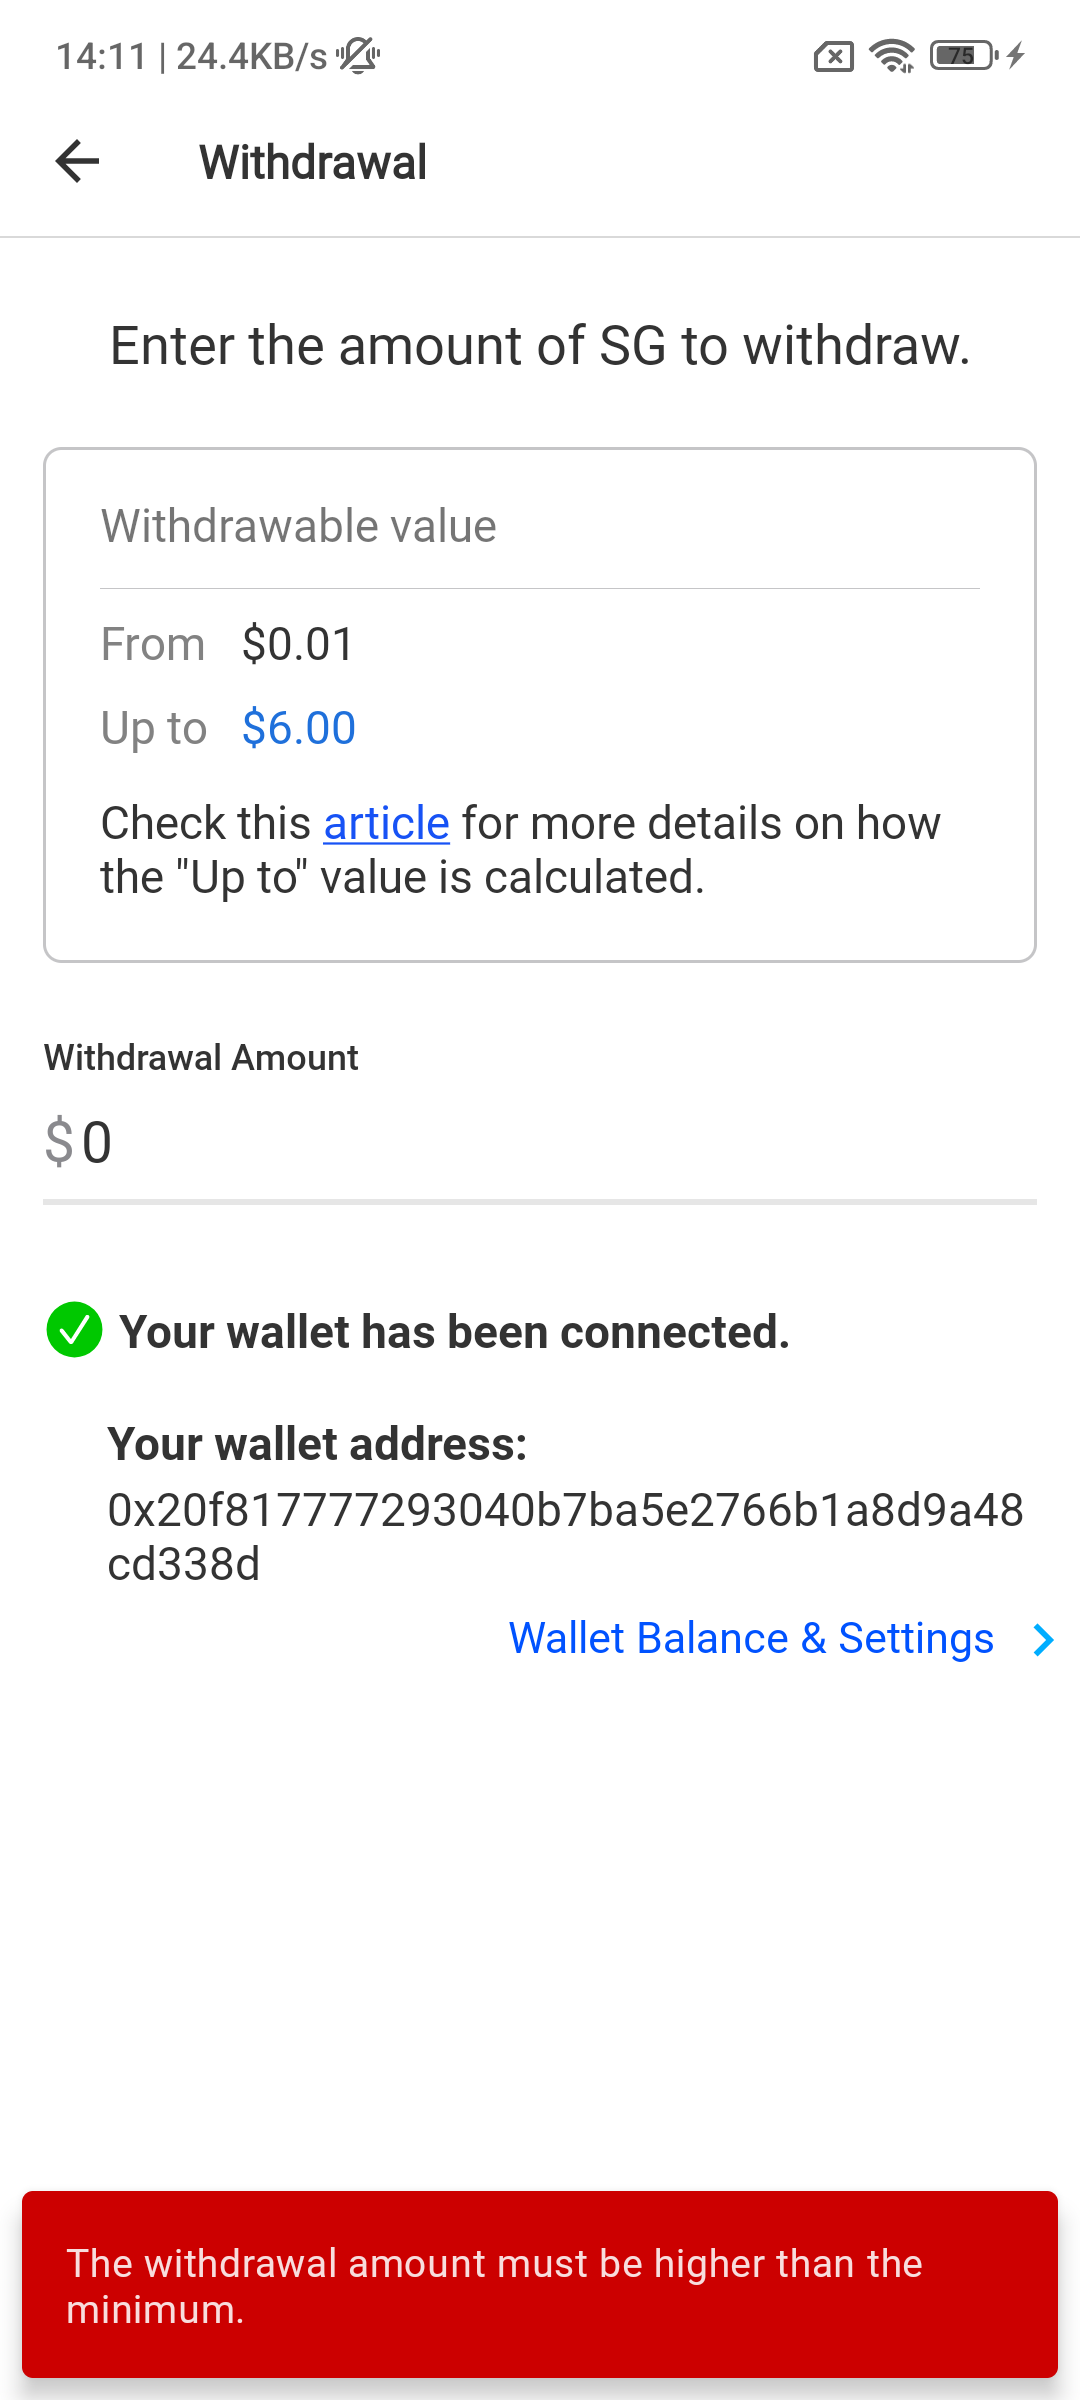 14:11 | 24.4KB/s
75
Withdrawal
Enter the amount of SG to withdraw.
Withdrawable value
From $0.01
Up to $6.00
Check this article for more details on how
the "Up to" value is calculated.
Withdrawal Amount
$0
Your wallet has been connected.
Your wallet address:
0x20f817777293040b7ba5e2766b1a8d9a48
cd338d
Wallet Balance & Settings
The withdrawal amount must be higher than the
minimum.